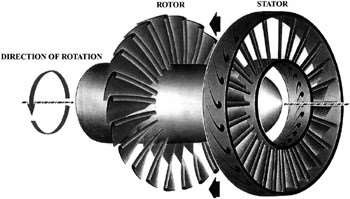 ROTOR
STATOR
DIRECTION OF ROTATION